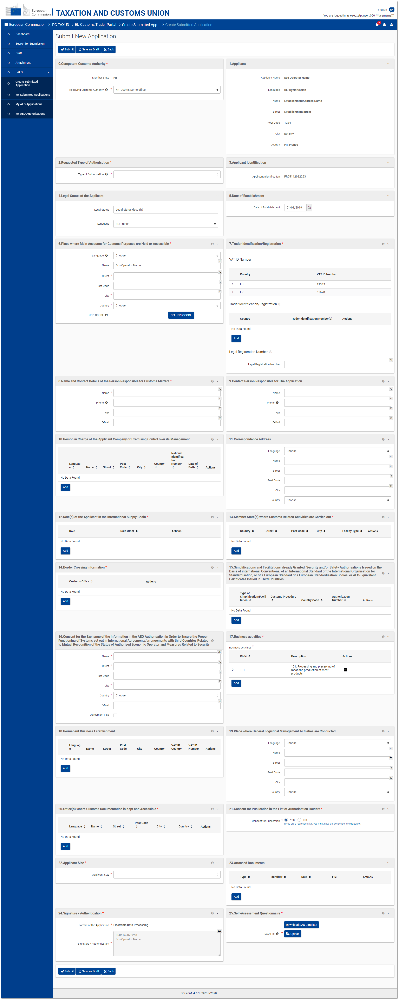 European
Commission
TAXATION AND CUSTOMS UNION
English EN
You are logged-in as eaeo_stp_user_000 ({{username}})
European Commission > DG TAXUD > EU Customs Trader Portal > Create Submitted App... > Create Submitted Application
0
Dashboard
Search for Submission
Draft
Attachment
EAEO
Create Submitted
Application
My Submitted Applications
My AEO Applications
My AEO Authorisations
Submit New Application
Submit Save as Draft Back
0.Competent Customs Authority *
Member State FR
Receiving Customs Authority * FR100045: Some office
1.Applicant
Applicant Name Eco Operator Name
Language BE: Byelorussian
Name EstablishmentAddress Name
Street Establishment street
Post Code 1234
City Est city
Country FR: France
2.Requested Type of Authorisation *
Type of Authorisation *
3.Applicant Identification
Applicant Identification FR05142022253
4.Legal Status of the Applicant
Legal Status Legal status desc (fr)
Language FR: French
5.Date of Establishment
Date of Establishment 01/01/2019
6.Place where Main Accounts for Customs Purposes are Held or Accessible *
Language Choose
53
Name Eco Operator Name
70
Street *
9
Post Code
35
City *
Country * Choose
UN/LOCODE Set UN/LOCODE
7.Trader Identification/Registration *
VAT ID Number
Country VAT ID Number
LU 12345
FR 45678
Trader Identification/Registration
Country Trader Identification Number(s) Actions
No Data Found
Add
Legal Registration Number
20
Legal Registration Number
8.Name and Contact Details of the Person Responsible for Customs Matters *
70
Name *
50
Phone
50
Fax
50
E-Mail
9.Contact Person Responsible for The Application
70
Name
50
Phone
50
Fax
50
E-Mail
10.Person in Charge of the Applicant Company or Exercising Control over its Management
Languag
e Name Street Post
Code City Country National
Identifica
tion
Number Date of
Birth Actions
No Data Found
Add
11.Correspondence Address
Language Choose
70
Name
70
Street
9
Post Code
35
City
Country Choose
12.Role(s) of the Applicant in the International Supply Chain *
Role Role Other Actions
No Data Found
Add
13.Member State(s) where Customs Related Activities are Carried out *
Country Street Post Code City Facility Type Actions
No Data Found
Add
14.Border Crossing Information *
Customs Office Actions
No Data Found
Add
15.Simplifications and Facilitations already Granted, Security and/or Safety Authorisations Issued on the
Basis of international Conventions, of an International Standard of the International Organisation for
Standardisation, or of a European Standard of a European Standardisation Bodies, or AEO-Equivalent
Certificates Issued in Third Countries
Type of
Simplification/Facili
tation Customs Procedure Country Code Authorisation
Number Actions
No Data Found
Add
16.Consent for the Exchange of the Information in the AEO Authorisation in Order to Ensure the Proper
Functioning of Systems set out in International Agreements/arrangements with third Countries Related
to Mutual Recognition of the Status of Authorised Economic Operator and Measures Related to Security
512
Name *
70
Street *
9
Post Code
70
City *
Country * Choose
50
E-Mail
Agreement Flag
17.Business activities *
Business activities *
Code Description Actions
101 101: Processing and preserving of
meat and production of meat
products
Add
18.Permanent Business Establishment
Languag
e Name Street Post
Code City Country VAT ID
Country VAT ID
Number Actions
No Data Found
Add
19.Place where General Logistical Management Activities are Conducted
Language Choose
70
Name
70
Street
9
Post Code
35
City
Country Choose
20.Office(s) where Customs Documentation is Kept and Accessible *
Language Name Street Post Code City Country Actions
No Data Found
Add
21.Consent for Publication in the List of Authorisation Holders *
Consent for Publication * Yes No
If you are a representative, you must have the consent of the delegator.
22.Applicant Size *
Applicant Size *
23.Attached Documents
Type Identifier Date File Actions
No Data Found
Add
24.Signature / Authentication *
Format of the Application * Electronic Data Processing
225
Signature / Authentication * FR05142022253
Eco Operator Name
25.Self-Assessment Questionnaire *
Download SAQ template
SAQ File * Upload
Submit Save as Draft Back
version1.4.0.1- 29/05/2020